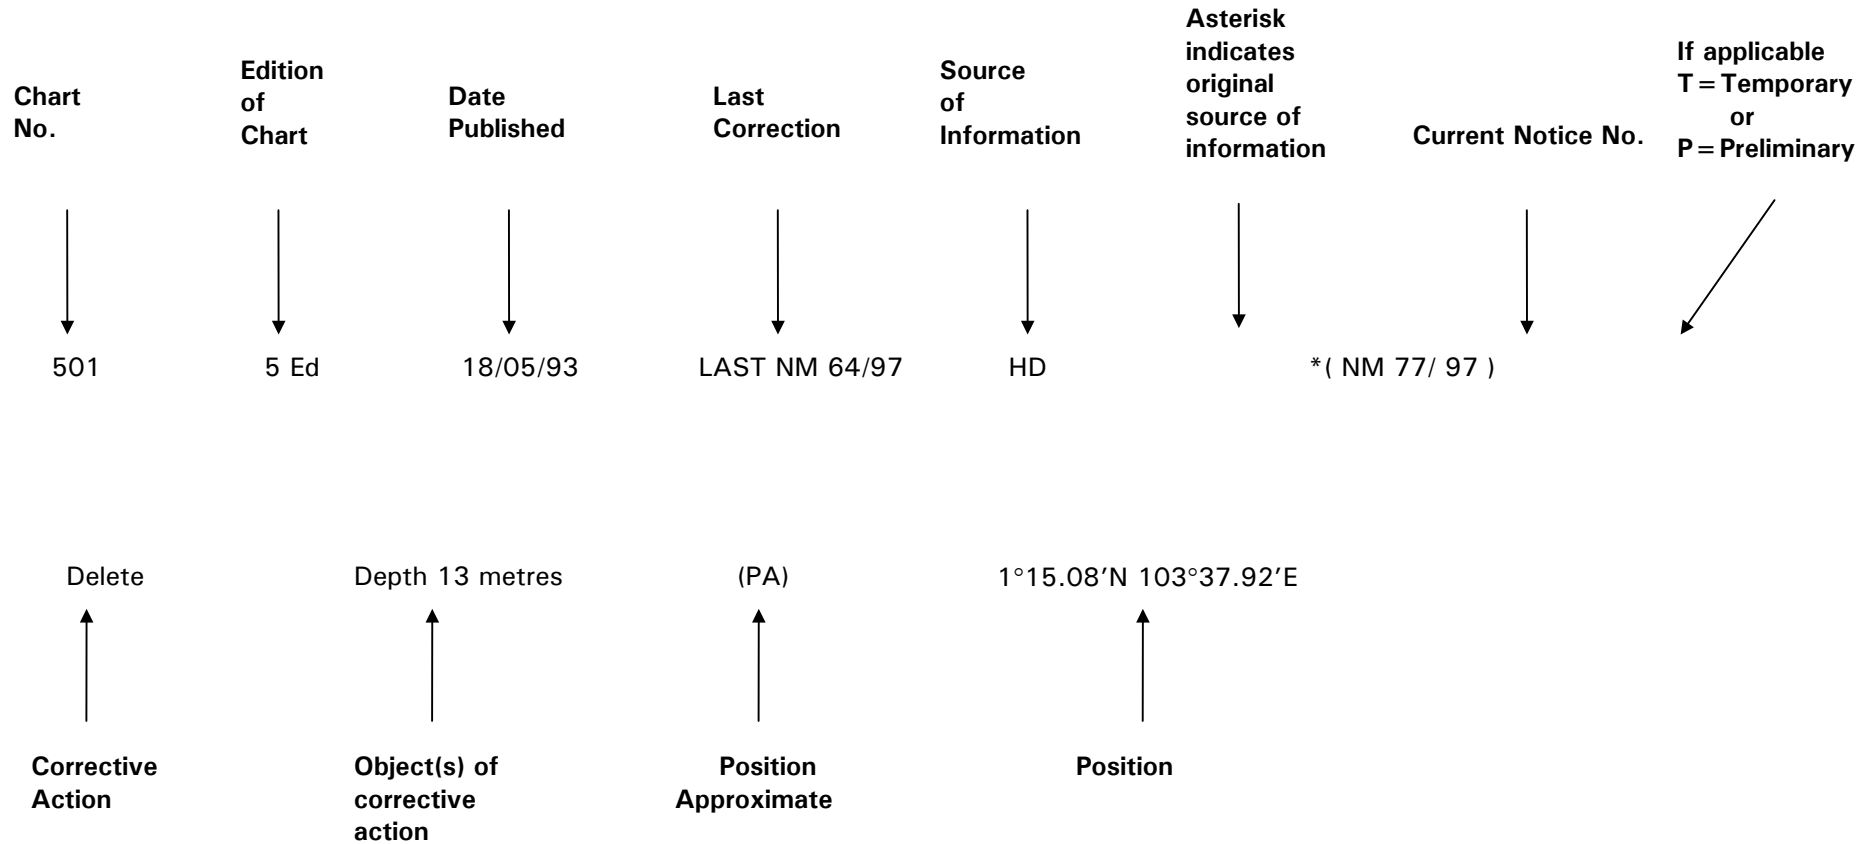 Chart
No.
Edition
of
Chart
Date
Published
Last
Correction
Source
of
Information
Asterisk
indicates
original
source of
information
Current Notice No.
If applicable
T=Temporary
or
P=Preliminary
501
5 Ed
18/05/93
LAST NM 64/97
HD
*( NM 77/ 97 )
Delete
Depth 13 metres
(PA)
1°15.08’N 103°37.92’E
Corrective
Action
Object(s) of
corrective
action
Position
Approximate
Position